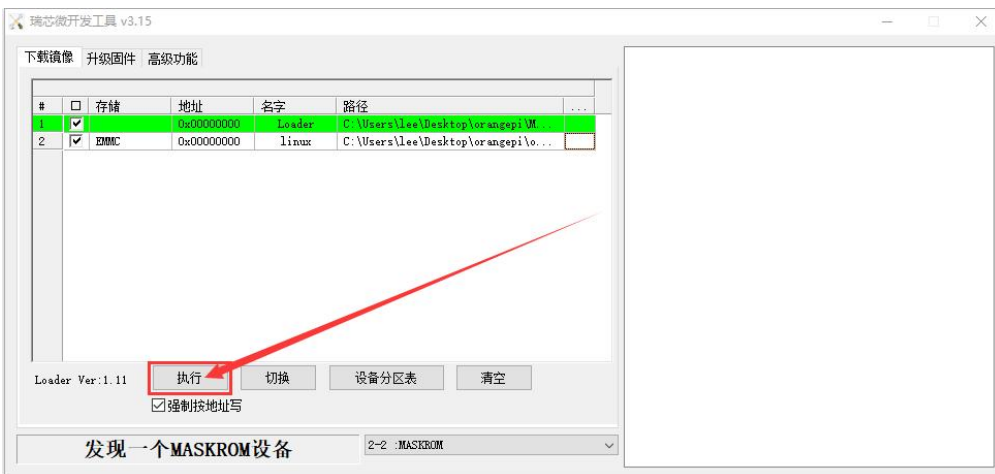 瑞芯微开发工具 v3.15
下载镜像 升级固件 高级功能
# 存储 地址 名字 路径 ...
1 0x00000000 Loader C:\Users\lee\Desktop\orangepi\M...
2 EMMC 0x00000000 linux C:\Users\lee\Desktop\orangepi\o...
Loader Ver:1.11 执行 切换 设备分区表 清空
强制按地址写
发现一个MASKROM设备 2-2 :MASKROM